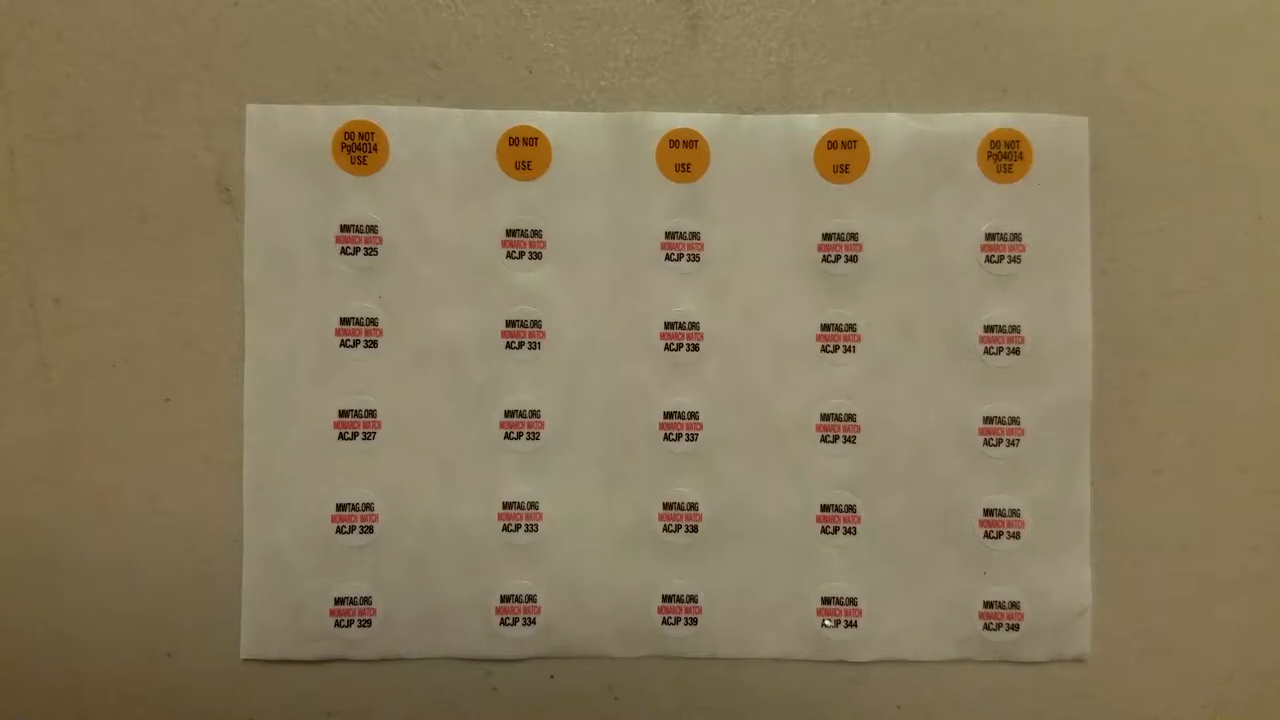 DO NOT
Pg04014
USE
DO NOT
USE
DO NOT
USE
DO NOT
USE
DO NOT
Pg04014
USE
MWTAG.ORG
MONARCH WATCH
ACJP 325
MWTAG.ORG
MONARCH WATCH
ACJP 330
MWTAG.ORG
MONARCH WATCH
ACJP 335
MWTAG.ORG
MONARCH WATCH
ACJP 340
MWTAG.ORG
MONARCH WATCH
ACJP 345
MWTAG.ORG
MONARCH WATCH
ACJP 326
MWTAG.ORG
MONARCH WATCH
ACJP 331
MWTAG.ORG
MONARCH WATCH
ACJP 336
MWTAG.ORG
MONARCH WATCH
ACJP 341
MWTAG.ORG
MONARCH WATCH
ACJP 346
MWTAG.ORG
MONARCH WATCH
ACJP 327
MWTAG.ORG
MONARCH WATCH
ACJP 332
MWTAG.ORG
MONARCH WATCH
ACJP 337
MWTAG.ORG
MONARCH WATCH
ACJP 342
MWTAG.ORG
MONARCH WATCH
ACJP 347
MWTAG.ORG
MONARCH WATCH
ACJP 328
MWTAG.ORG
MONARCH WATCH
ACJP 333
MWTAG.ORG
MONARCH WATCH
ACJP 338
MWTAG.ORG
MONARCH WATCH
ACJP 343
MWTAG.ORG
MONARCH WATCH
ACJP 348
MWTAG.ORG
MONARCH WATCH
ACJP 329
MWTAG.ORG
MONARCH WATCH
ACJP 334
MWTAG.ORG
MONARCH WATCH
ACJP 339
MWTAG.ORG
MONARCH WATCH
ACJP 344
MWTAG.ORG
MONARCH WATCH
ACJP 349